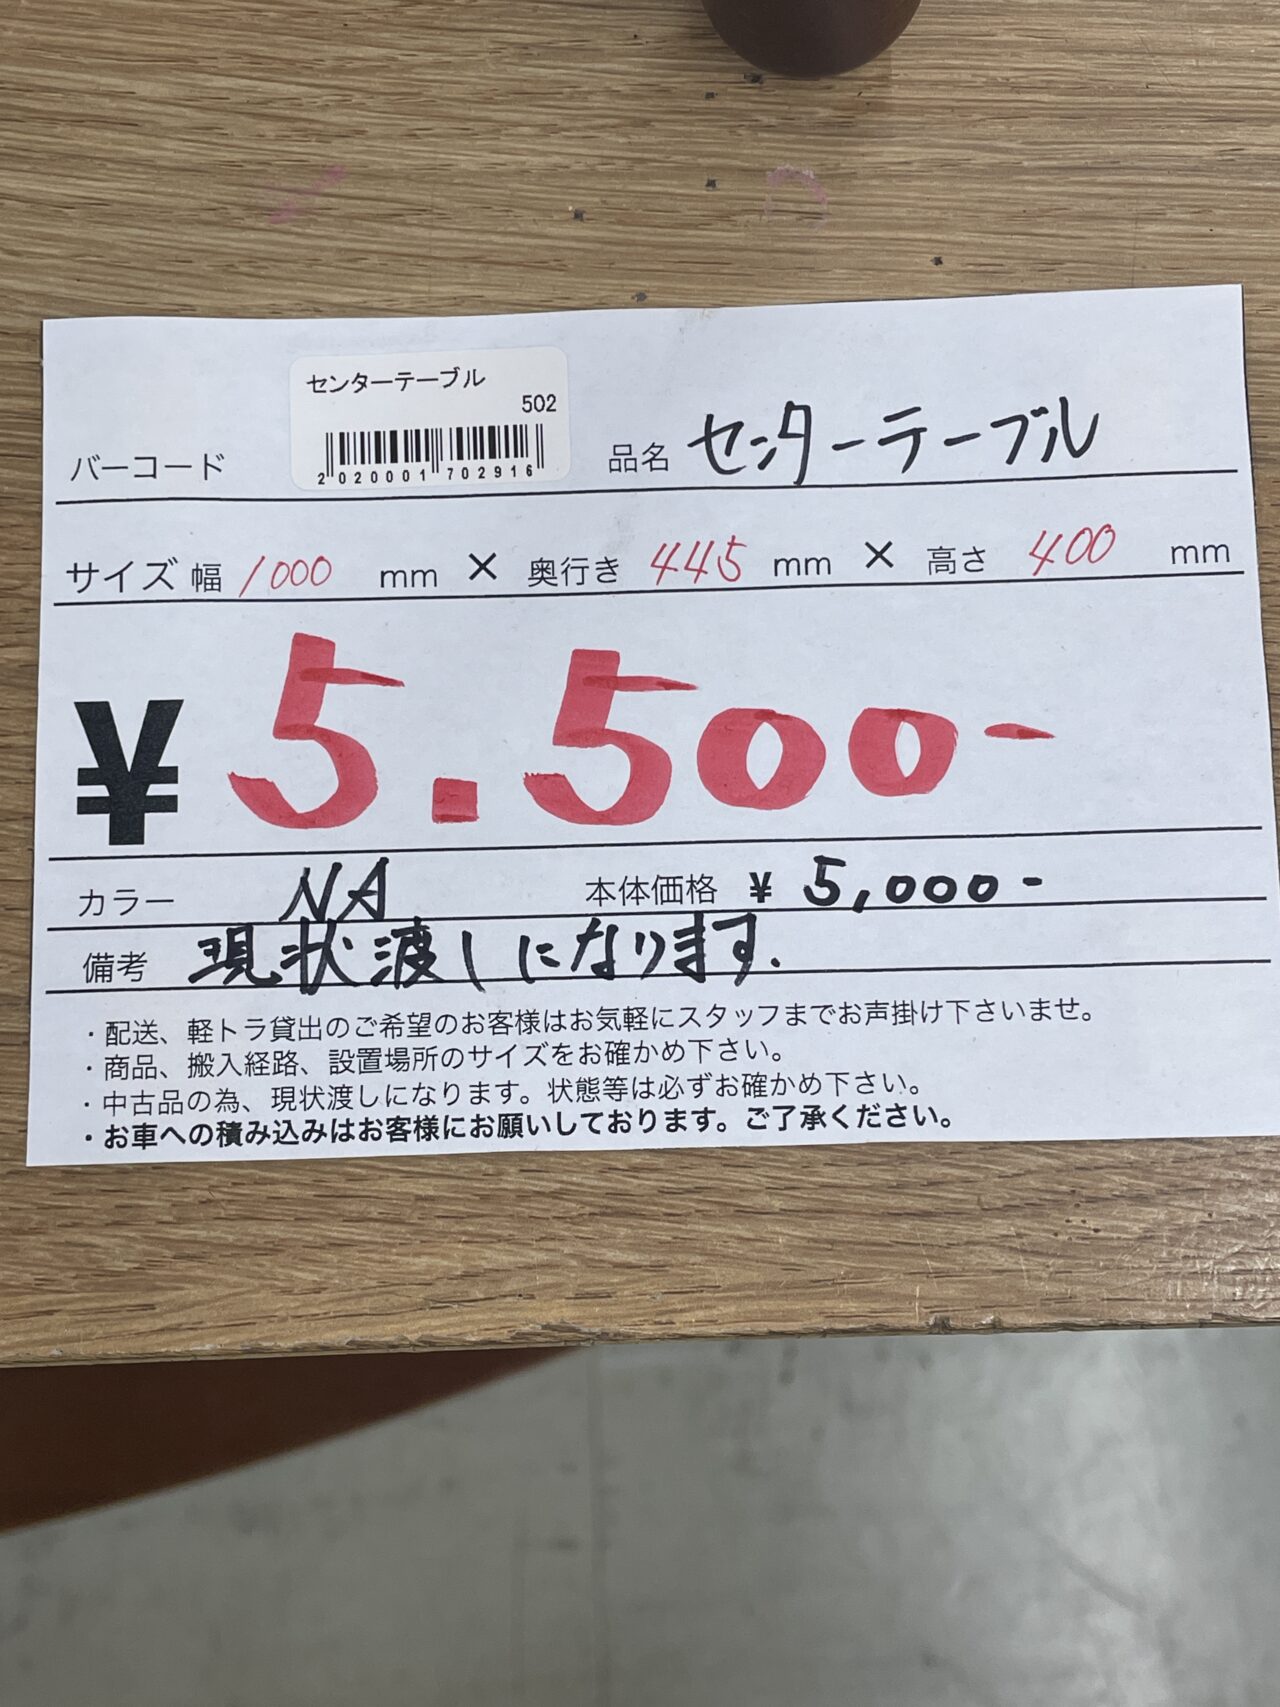 センターテーブル
502
バーコード 2 020001 702916 品名 センターテーブル
サイズ 幅 1000 mm × 奥行き 445 mm × 高さ 400 mm
¥ 5.500-
カラー NA 本体価格 ¥ 5,000-
備考 現状渡しになります.
・配送、軽トラ貸出のご希望のお客様はお気軽にスタッフまでお声掛け下さいませ。
・商品、搬入経路、設置場所のサイズをお確かめ下さい。
・中古品の為、現状渡しになります。状態等は必ずお確かめ下さい。
・お車への積み込みはお客様にお願いしております。ご了承ください。